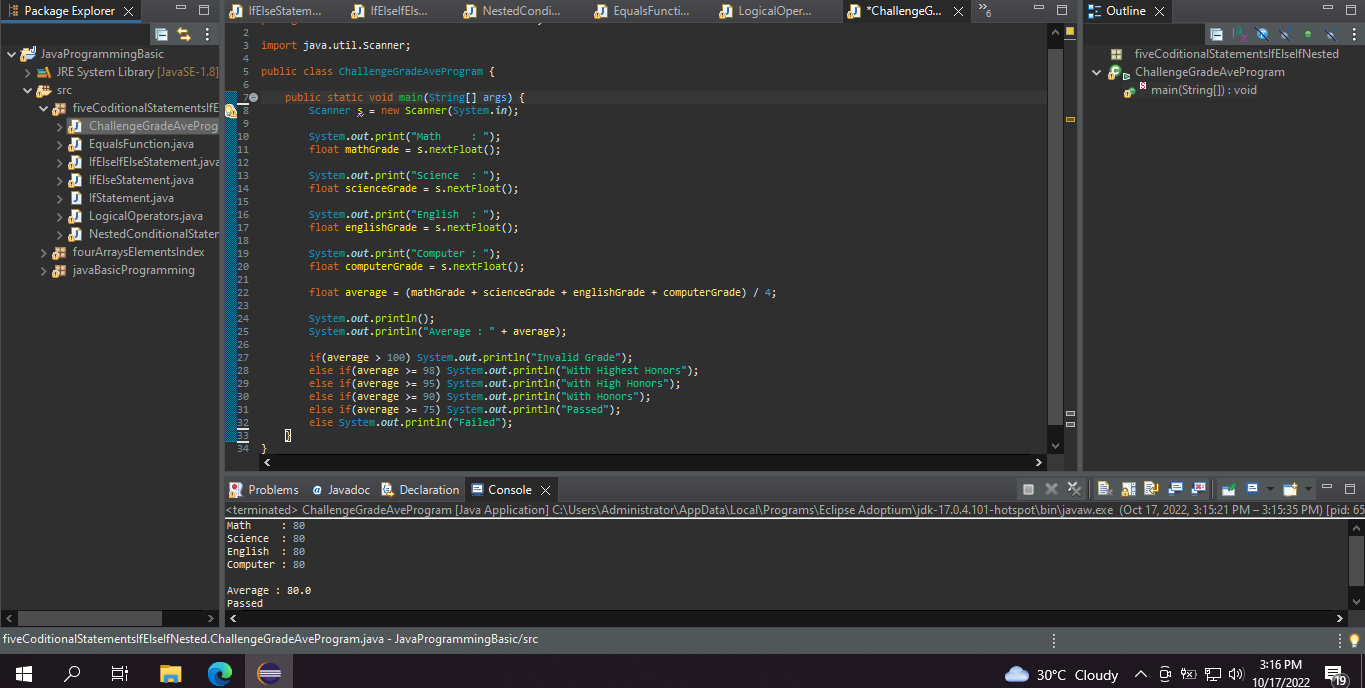 Package Explorer
IfElseStatem...
IfElseIfEls...
NestedCondi...
EqualsFuncti...
LogicalOper...
*ChallengeG...
»6
Outline
JavaProgrammingBasic
JRE System Library [JavaSE-1.8]
src
fiveCoditionalStatementsIfE
ChallengeGradeAveProg
EqualsFunction.java
IfElseIfElseStatement.java
IfElseStatement.java
IfStatement.java
LogicalOperators.java
NestedConditionalStater
fourArraysElementsIndex
javaBasicProgramming
2
3 import java.util.Scanner;
4
5 public class ChallengeGradeAveProgram {
6
7 public static void main(String[] args) {
8 Scanner s = new Scanner(System.in);
9
10 System.out.print("Math     : ");
11 float mathGrade = s.nextFloat();
12
13 System.out.print("Science  : ");
14 float scienceGrade = s.nextFloat();
15
16 System.out.print("English  : ");
17 float englishGrade = s.nextFloat();
18
19 System.out.print("Computer : ");
20 float computerGrade = s.nextFloat();
21
22 float average = (mathGrade + scienceGrade + englishGrade + computerGrade) / 4;
23
24 System.out.println();
25 System.out.println("Average : " + average);
26
27 if(average > 100) System.out.println("Invalid Grade");
28 else if(average >= 98) System.out.println("With Highest Honors");
29 else if(average >= 95) System.out.println("With High Honors");
30 else if(average >= 90) System.out.println("With Honors");
31 else if(average >= 75) System.out.println("Passed");
32 else System.out.println("Failed");
33 }
34 }
fiveCoditionalStatementsIfElseIfNested
ChallengeGradeAveProgram
main(String[]) : void
Problems
Javadoc
Declaration
Console
<terminated> ChallengeGradeAveProgram [Java Application] C:\Users\Administrator\AppData\Local\Programs\Eclipse Adoptium\jdk-17.0.4.101-hotspot\bin\javaw.exe (Oct 17, 2022, 3:15:21 PM – 3:15:35 PM) [pid: 65
Math     : 80
Science  : 80
English  : 80
Computer : 80
Average : 80.0
Passed
fiveCoditionalStatementsIfElseIfNested.ChallengeGradeAveProgram.java - JavaProgrammingBasic/src
30°C Cloudy
3:16 PM
10/17/2022
19